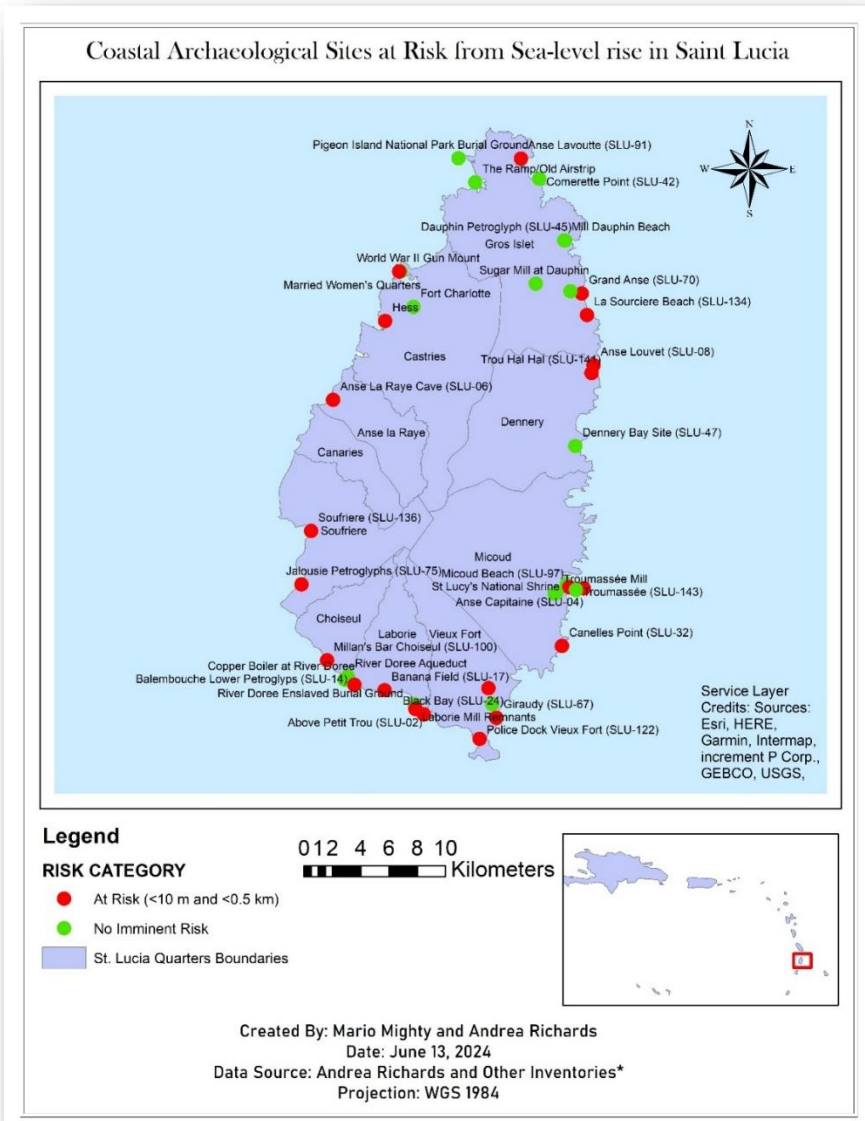 Coastal Archaeological Sites at Risk from Sea-level rise in Saint Lucia
N
W E
S
Pigeon Island National Park Burial Ground
Anse Lavoutte (SLU-91)
The Ramp/Old Airstrip
Comerette Point (SLU-42)
Dauphin Petroglyph (SLU-45)
Mill Dauphin Beach
Gros Islet
World War II Gun Mount
Sugar Mill at Dauphin
Grand Anse (SLU-70)
Married Women's Quarters
Fort Charlotte
La Sourciere Beach (SLU-134)
Hess
Castries
Trou Hal Hal (SLU-141)
Anse Louvet (SLU-08)
Anse La Raye Cave (SLU-06)
Dennery
Anse la Raye
Dennery Bay Site (SLU-47)
Canaries
Soufriere (SLU-136)
Soufriere
Micoud
Jalousie Petroglyphs (SLU-75)
Micoud Beach (SLU-97)
Troumassée Mill
St Lucy's National Shrine
Troumassée (SLU-143)
Anse Capitaine (SLU-04)
Choiseul
Laborie
Vieux Fort
Canelles Point (SLU-32)
Millan's Bar Choiseul (SLU-100)
Copper Boiler at River Doree
River Doree Aqueduct
Balembouche Lower Petroglyps (SLU-14)
Banana Field (SLU-17)
River Doree Enslaved Burial Ground
Black Bay (SLU-24)
Giraudy (SLU-67)
Above Petit Trou (SLU-02)
Laborie Mill Remnants
Police Dock Vieux Fort (SLU-122)
Service Layer
Credits: Sources:
Esri, HERE,
Garmin, Intermap,
increment P Corp.,
GEBCO, USGS,
Legend
RISK CATEGORY
At Risk (<10 m and <0.5 km)
No Imminent Risk
St. Lucia Quarters Boundaries
0 1 2 4 6 8 10
Kilometers
Created By: Mario Mighty and Andrea Richards
Date: June 13, 2024
Data Source: Andrea Richards and Other Inventories*
Projection: WGS 1984